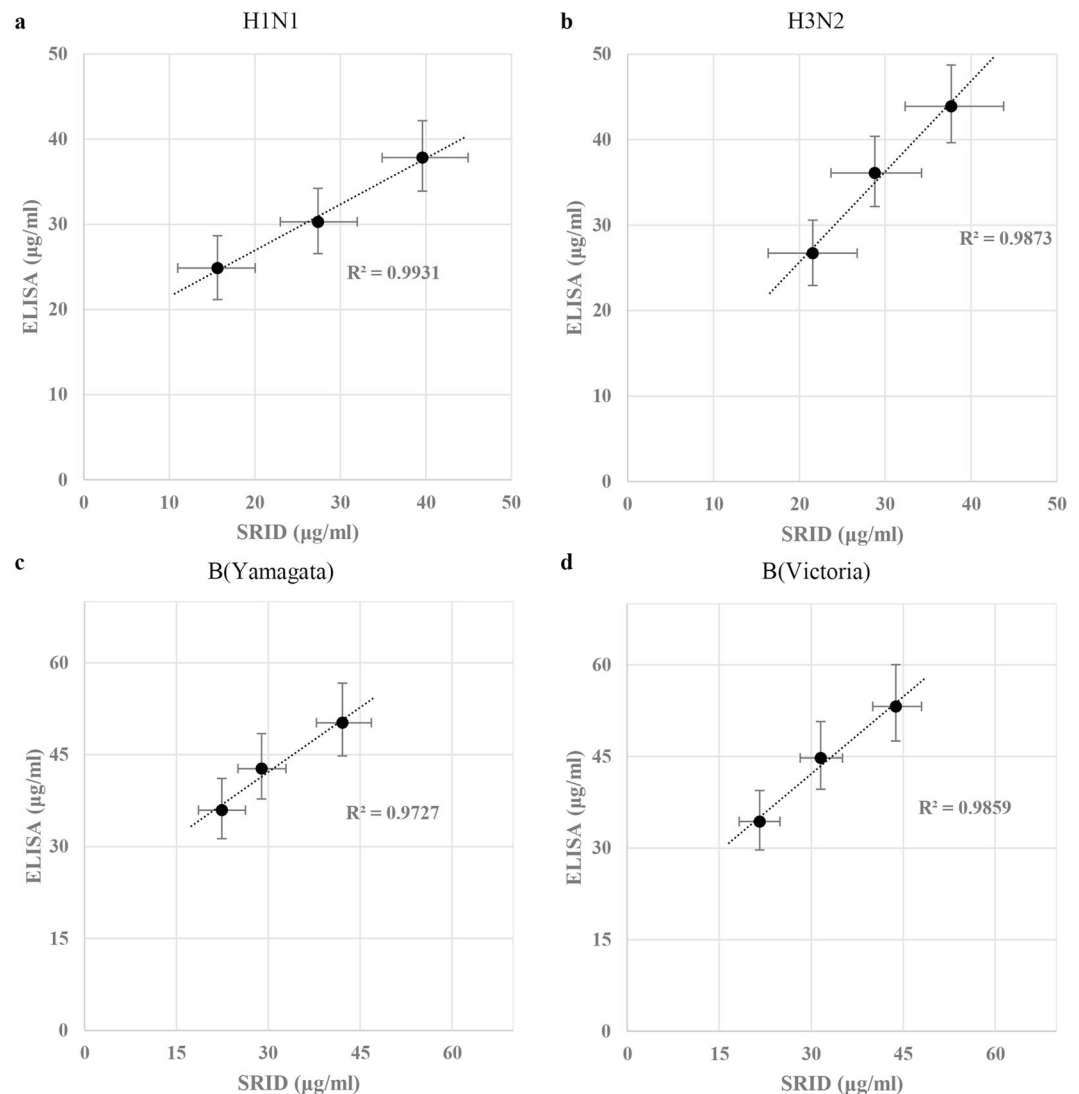 a
H1N1
50
40
30
20
10
0
ELISA (µg/ml)
R² = 0.9931
0 10 20 30 40 50
SRID (µg/ml)
b
H3N2
50
40
30
20
10
0
ELISA (µg/ml)
R² = 0.9873
0 10 20 30 40 50
SRID (µg/ml)
c
B(Yamagata)
60
45
30
15
0
ELISA (µg/ml)
R² = 0.9727
0 15 30 45 60
SRID (µg/ml)
d
B(Victoria)
60
45
30
15
0
ELISA (µg/ml)
R² = 0.9859
0 15 30 45 60
SRID (µg/ml)